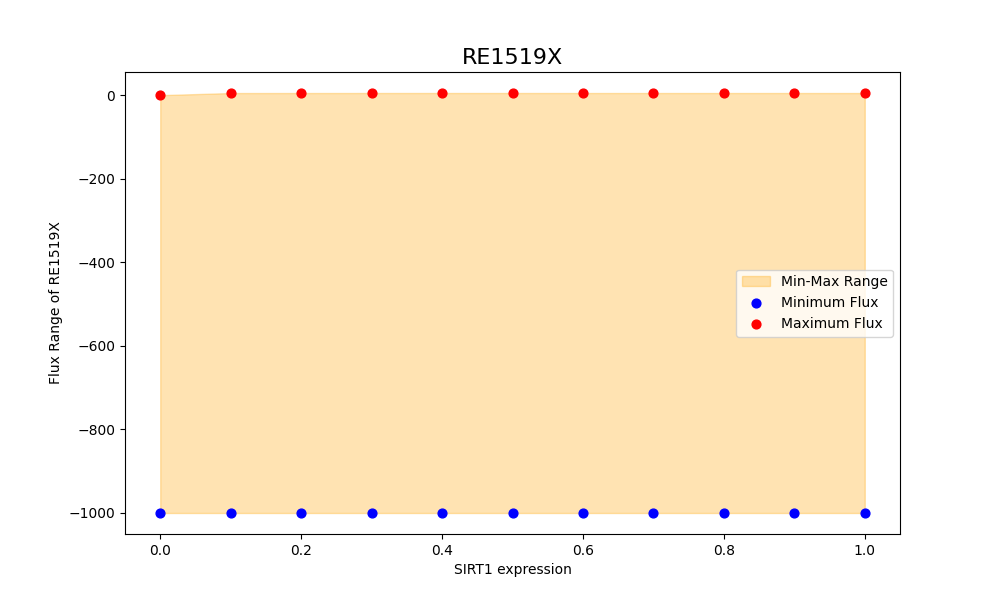 RE1519X
0
−200
−400
−600
−800
−1000
Flux Range of RE1519X
Min-Max Range
Minimum Flux
Maximum Flux
0.0 0.2 0.4 0.6 0.8 1.0
SIRT1 expression